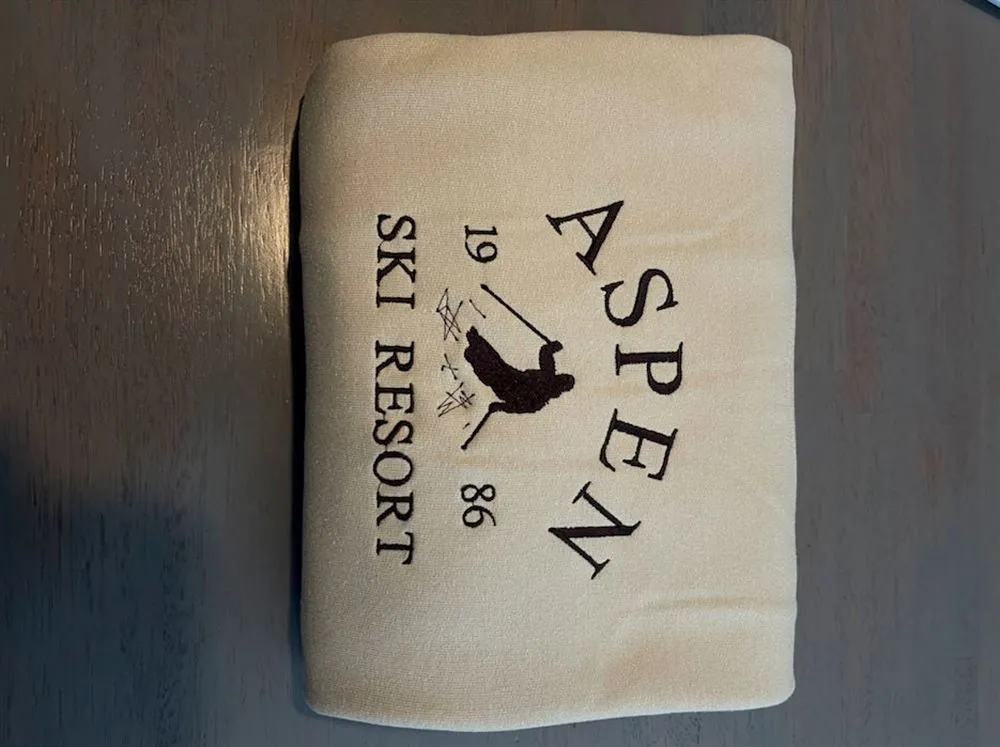 ASPEN
19 86
SKI RESORT